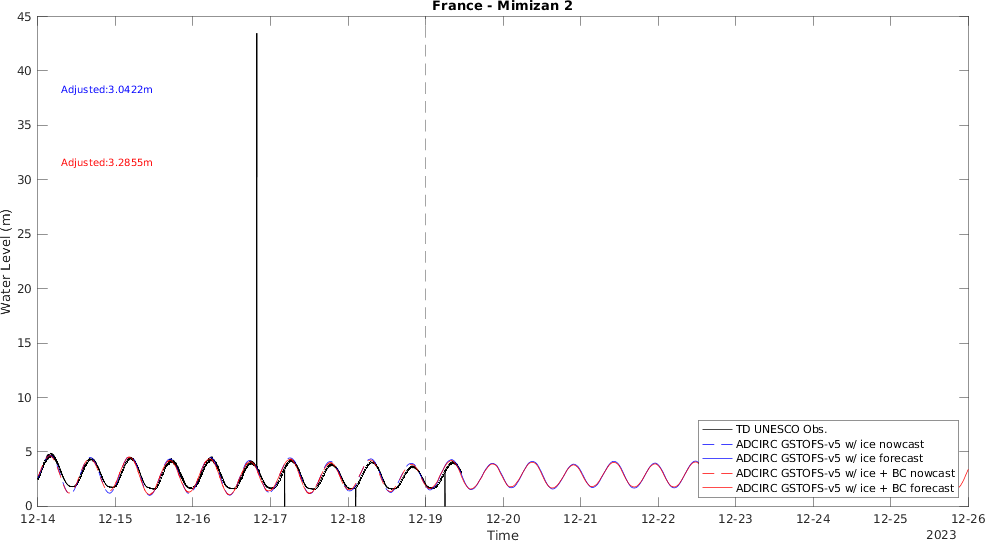 France - Mimizan 2
45
40
35
30
25
20
15
10
5
0
Water Level (m)
Adjusted:3.0422m
Adjusted:3.2855m
TD UNESCO Obs.
ADCIRC GSTOFS-v5 w/ ice nowcast
ADCIRC GSTOFS-v5 w/ ice forecast
ADCIRC GSTOFS-v5 w/ ice + BC nowcast
ADCIRC GSTOFS-v5 w/ ice + BC forecast
12-14 12-15 12-16 12-17 12-18 12-19 12-20 12-21 12-22 12-23 12-24 12-25 12-26
Time
2023